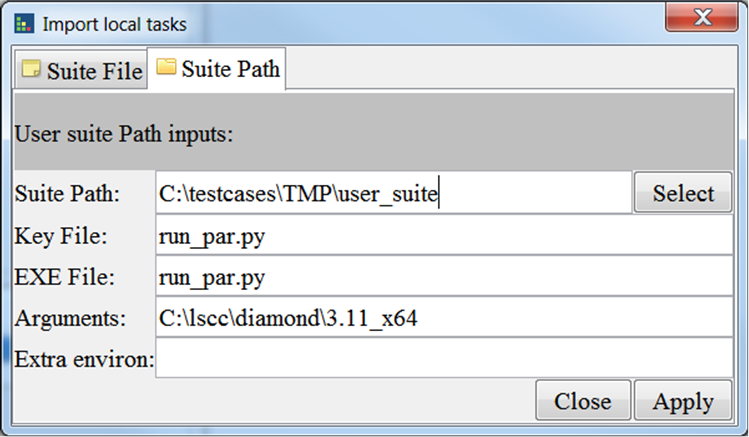 Import local tasks
Suite File Suite Path
User suite Path inputs:
Suite Path: C:\testcases\TMP\user_suite Select
Key File: run_par.py
EXE File: run_par.py
Arguments: C:\lscc\diamond\3.11_x64
Extra environ:
Close Apply